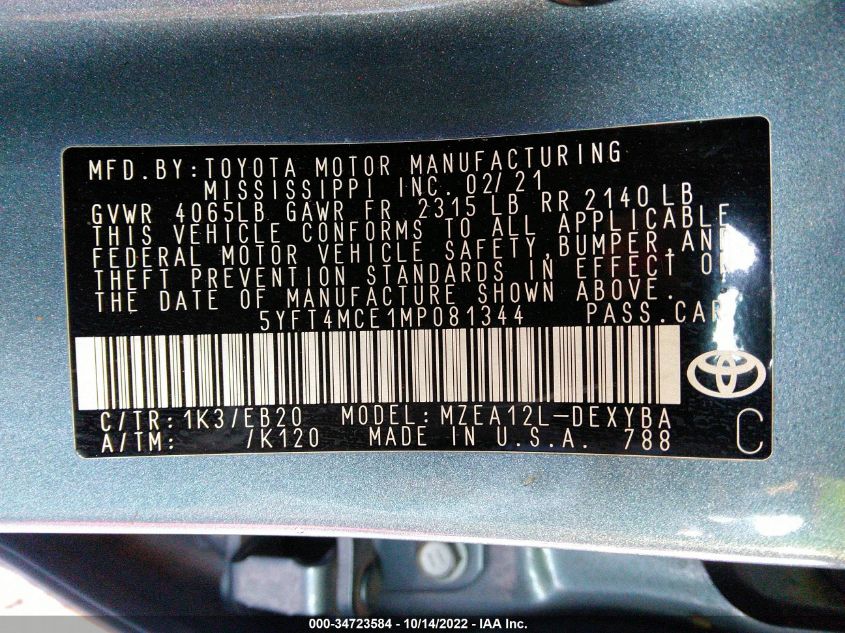 MFD.BY:TOYOTA MOTOR MANUFACTURING
MISSISSIPPI INC. 02/21
GVWR 4065LB GAWR FR 2315 LB RR 2140LB
THIS VEHICLE CONFORMS TO ALL APPLICABLE
FEDERAL MOTOR VEHICLE SAFETY,BUMPER,AND
THEFT PREVENTION STANDARDS IN EFFECT ON
THE DATE OF MANUFACTURE SHOWN ABOVE.
5YFT4MCE1MP081344 PASS.CAR
C/TR:1K3/EB20 MODEL:MZEA12L-DEXYBA
A/TM: /K120 MADE IN U.S.A. 788
C
000-34723584 - 10/14/2022 - IAA Inc.